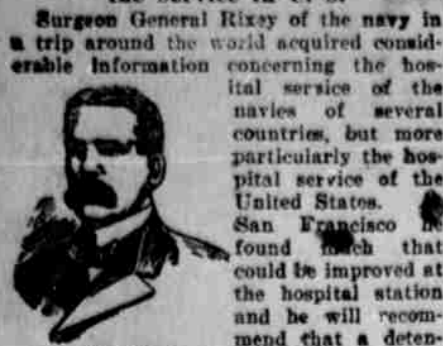 Surgeon General Rixey of the navy in
a trip around the world acquired consid-
erable information concerning the hos-
ital service of the
navies of several
countries, but more
particularly the hos-
pital service of the
United States.
San Francisco he
found that
could be improved at
the hospital station
and he will recom-
mend that a deten-